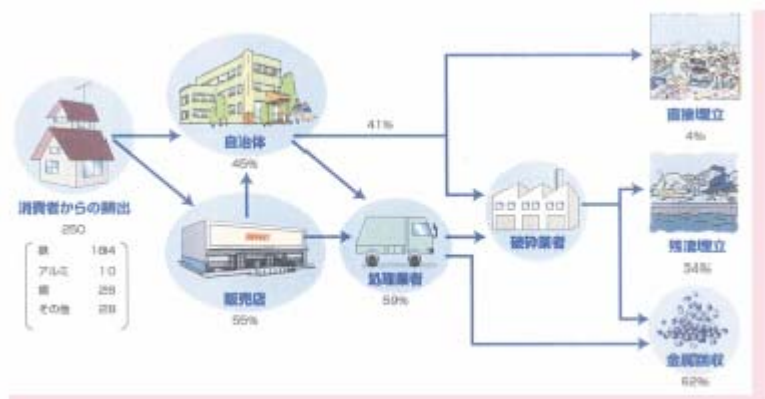 消費者からの排出
250
鉄 184
アルミ 10
銅 28
その他 28
自治体
45%
販売店
55%
41%
処理業者
59%
破砕業者
直接埋立
4%
残渣埋立
34%
金属回収
62%